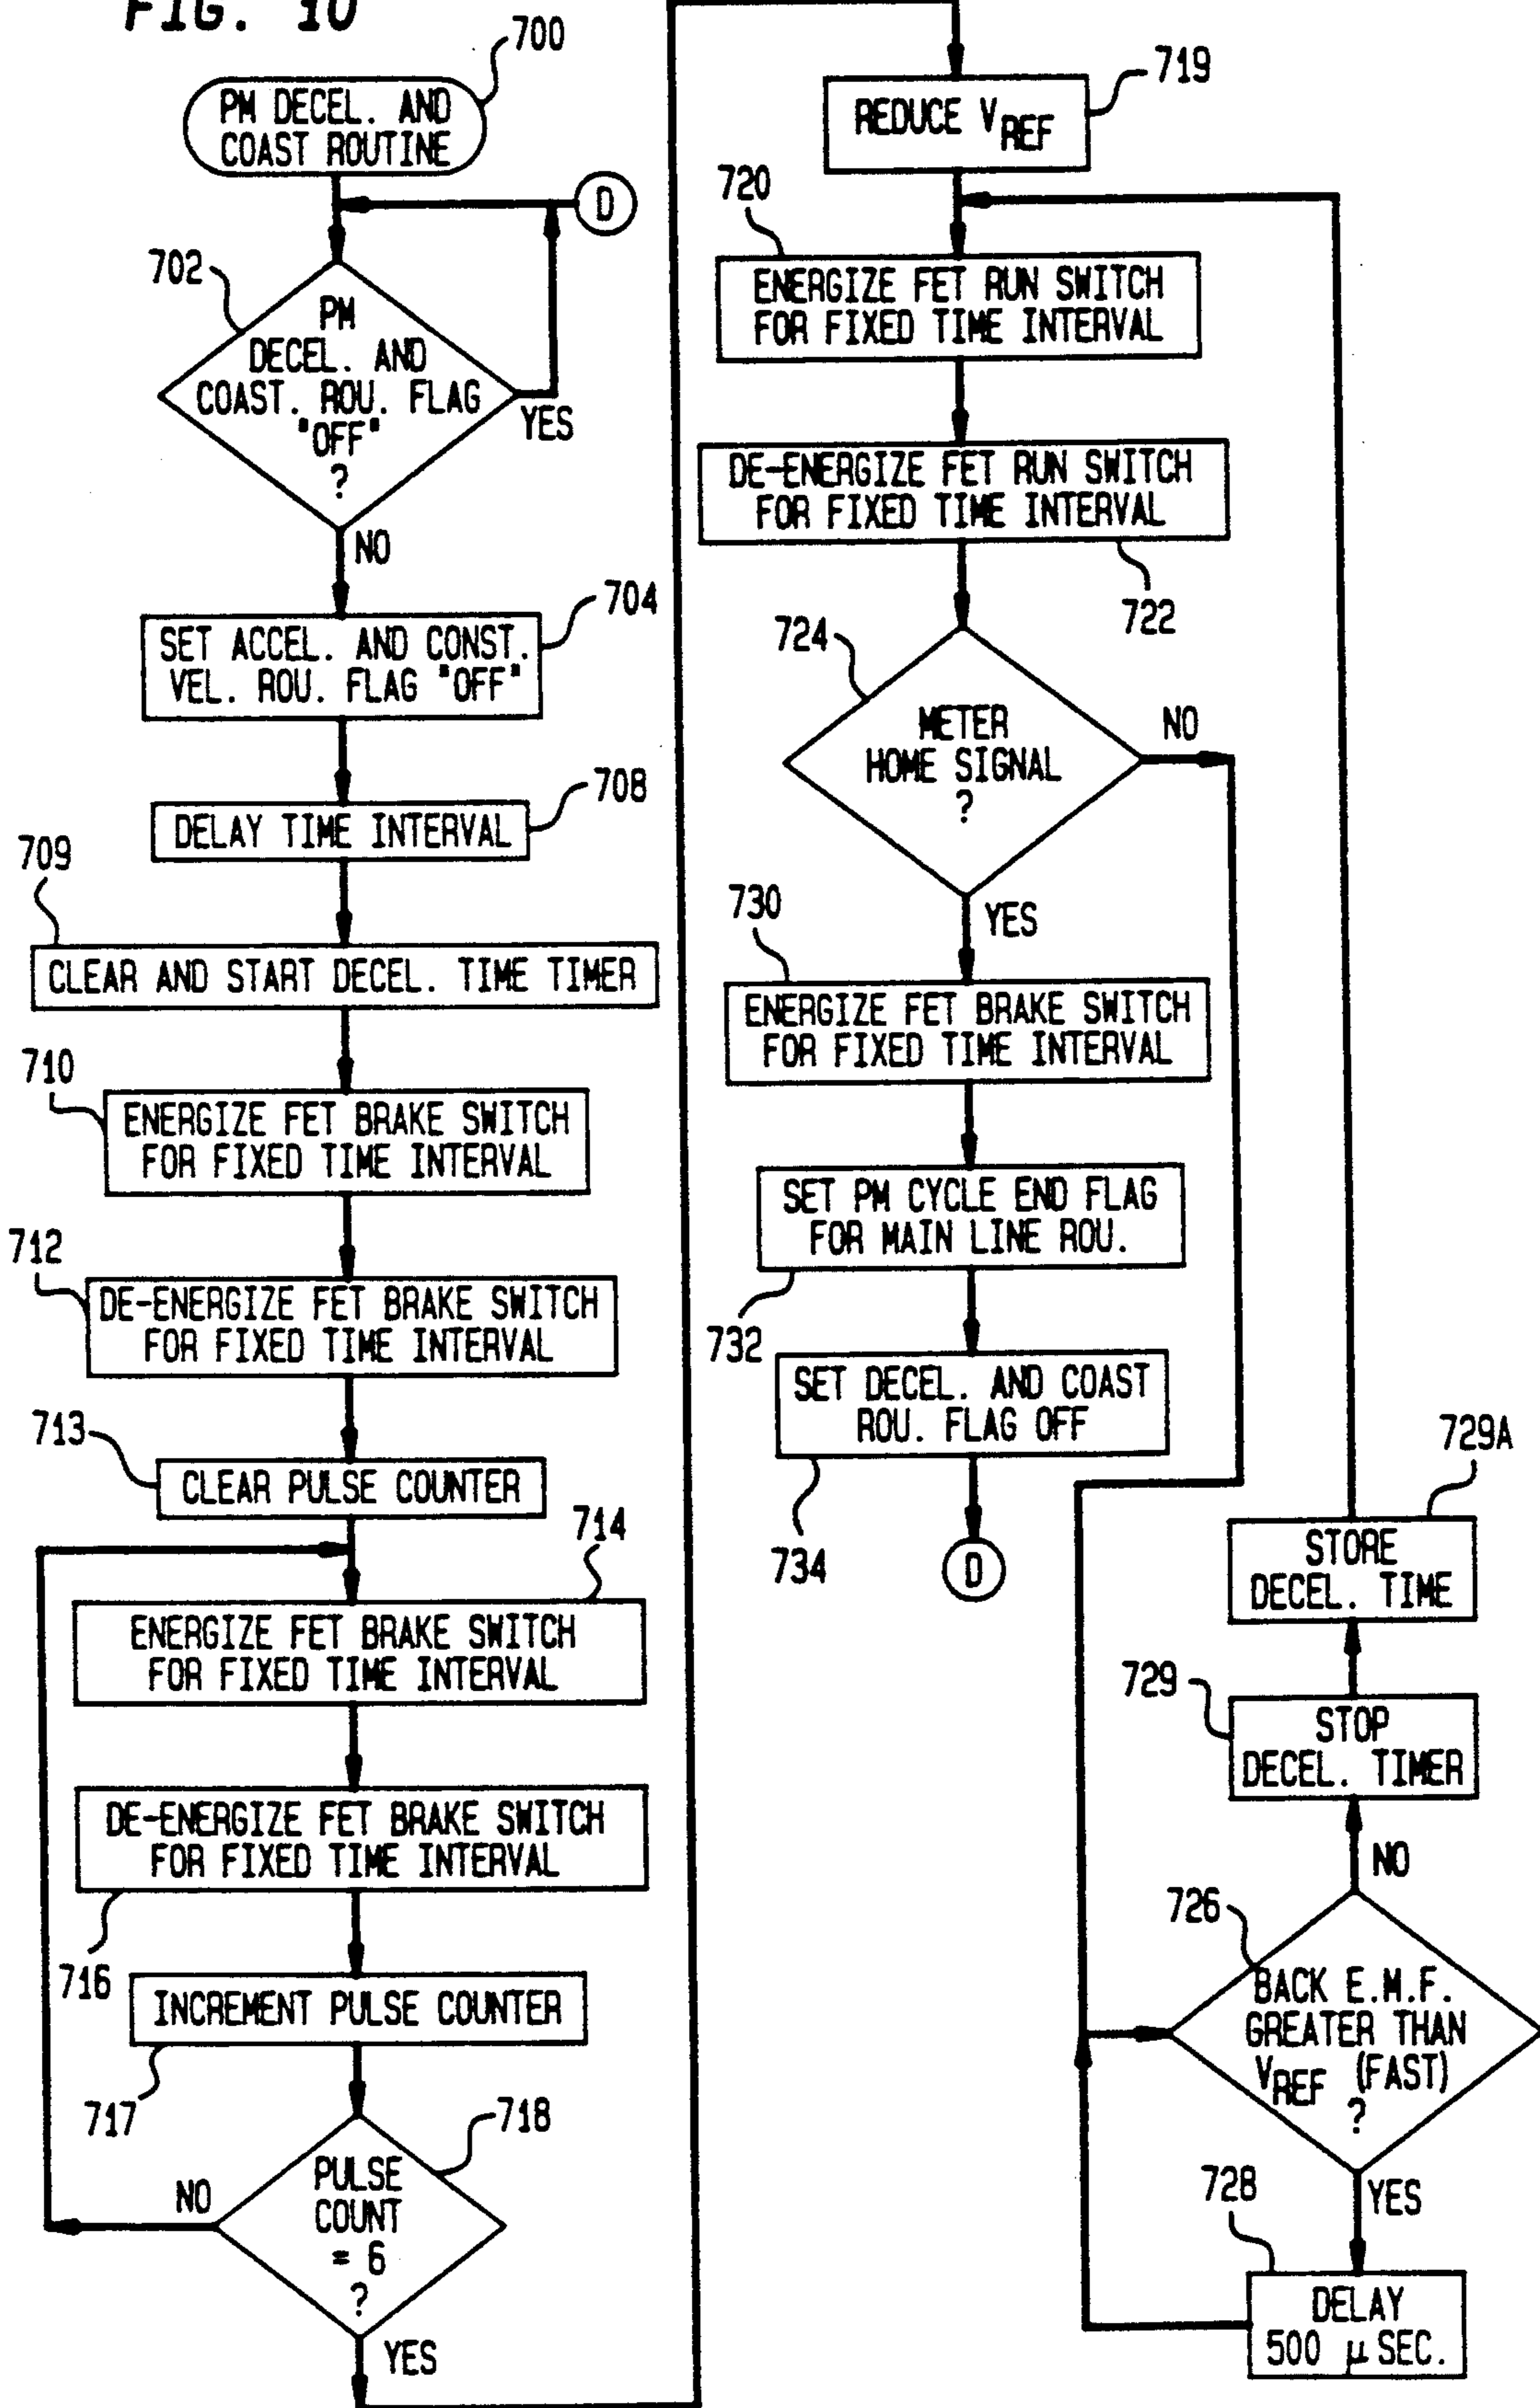 FIG. 10
700
PM DECEL. AND
COAST ROUTINE
D
702
PM
DECEL. AND
COAST. ROU. FLAG
"OFF"
?
YES
NO
704
SET ACCEL. AND CONST.
VEL. ROU. FLAG "OFF"
708
DELAY TIME INTERVAL
709
CLEAR AND START DECEL. TIME TIMER
710
ENERGIZE FET BRAKE SWITCH
FOR FIXED TIME INTERVAL
712
DE-ENERGIZE FET BRAKE SWITCH
FOR FIXED TIME INTERVAL
713
CLEAR PULSE COUNTER
714
ENERGIZE FET BRAKE SWITCH
FOR FIXED TIME INTERVAL
DE-ENERGIZE FET BRAKE SWITCH
FOR FIXED TIME INTERVAL
716
INCREMENT PULSE COUNTER
717
718
PULSE
COUNT
= 6
?
NO
YES
719
REDUCE VREF
720
ENERGIZE FET RUN SWITCH
FOR FIXED TIME INTERVAL
DE-ENERGIZE FET RUN SWITCH
FOR FIXED TIME INTERVAL
722
724
METER
HOME SIGNAL
?
NO
YES
730
ENERGIZE FET BRAKE SWITCH
FOR FIXED TIME INTERVAL
SET PM CYCLE END FLAG
FOR MAIN LINE ROU.
732
SET DECEL. AND COAST
ROU. FLAG OFF
734
D
729A
STORE
DECEL. TIME
729
STOP
DECEL. TIMER
NO
726
BACK E.M.F.
GREATER THAN
VREF (FAST)
?
YES
728
DELAY
500 µ SEC.